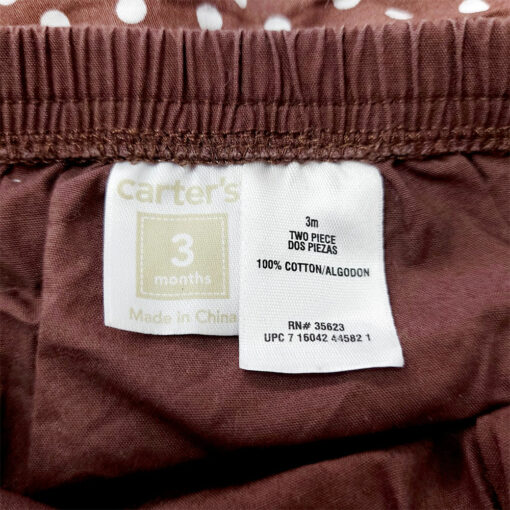 carter's
3
months
Made in China
3m
TWO PIECE
DOS PIEZAS
100% COTTON/ALGODON
RN# 35623
UPC 7 16042 44582 1